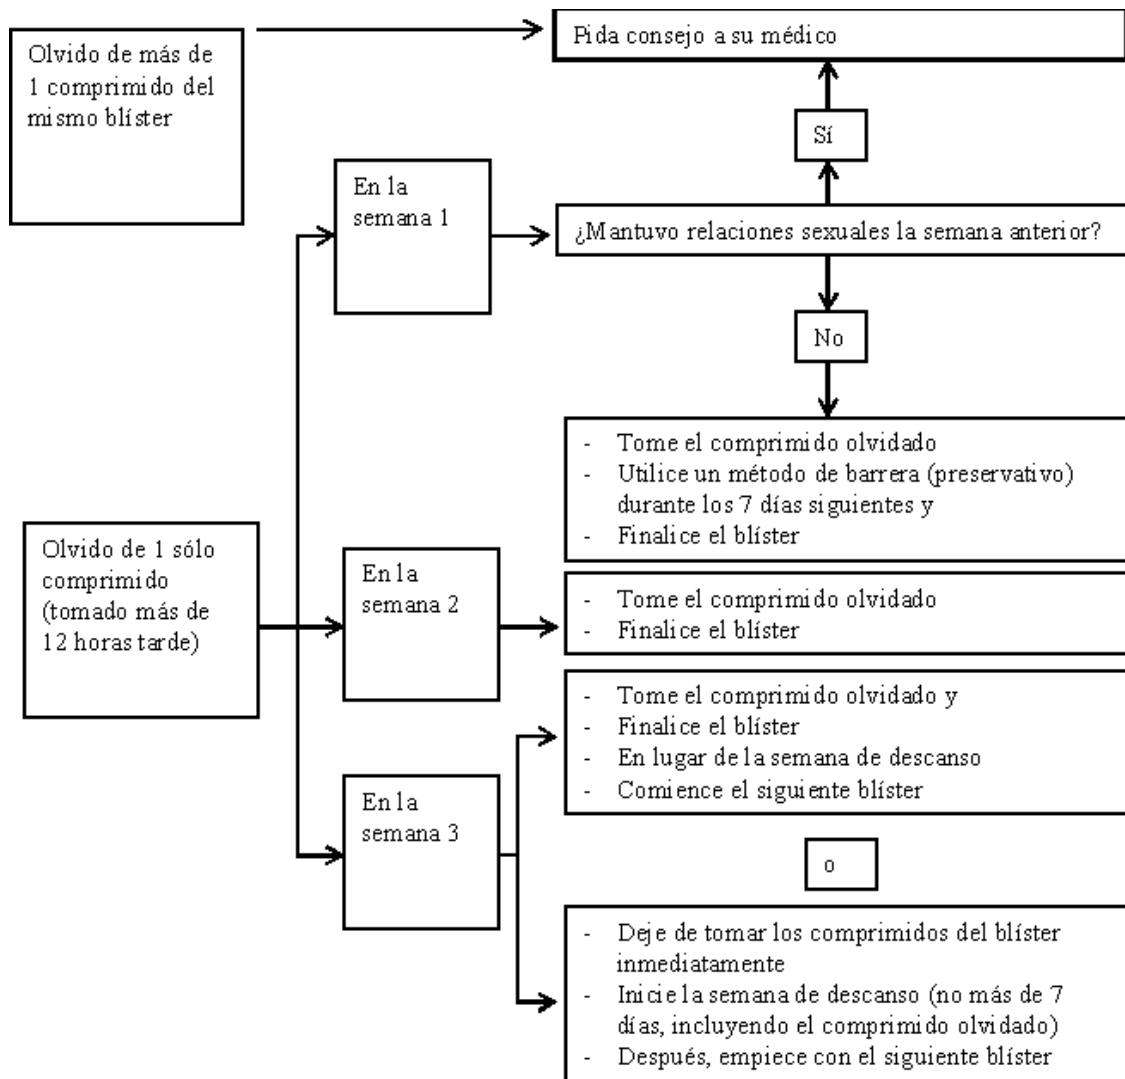 Olvido de más de
1 comprimido del
mismo blíster
Pida consejo a su médico
Sí
En la
semana 1
¿Mantuvo relaciones sexuales la semana anterior?
No
- Tome el comprimido olvidado
- Utilice un método de barrera (preservativo)
durante los 7 días siguientes y
- Finalice el blíster
Olvido de 1 sólo
comprimido
(tomado más de
12 horas tarde)
En la
semana 2
- Tome el comprimido olvidado
- Finalice el blíster
En la
semana 3
- Tome el comprimido olvidado y
- Finalice el blíster
- En lugar de la semana de descanso
- Comience el siguiente blíster
o
- Deje de tomar los comprimidos del blíster
inmediatamente
- Inicie la semana de descanso (no más de 7
días, incluyendo el comprimido olvidado)
- Después, empiece con el siguiente blíster